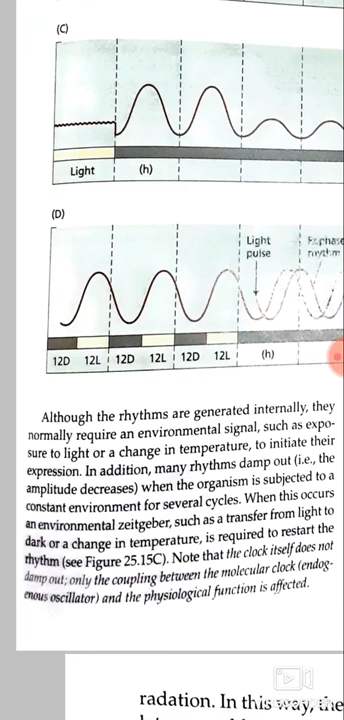 (C)
Light (h)
(D)
Light
pulse
12D 12L 12D 12L 12D 12L (h)
Although the rhythms are generated internally, they
normally require an environmental signal, such as expo-
sure to light or a change in temperature, to initiate their
expression. In addition, many rhythms damp out (i.e., the
amplitude decreases) when the organism is subjected to a
constant environment for several cycles. When this occurs
an environmental zeitgeber, such as a transfer from light to
dark or a change in temperature, is required to restart the
rhythm (see Figure 25.15C). Note that the clock itself does not
damp out; only the coupling between the molecular clock (endog-
enous oscillator) and the physiological function is affected.
radation. In this way, the